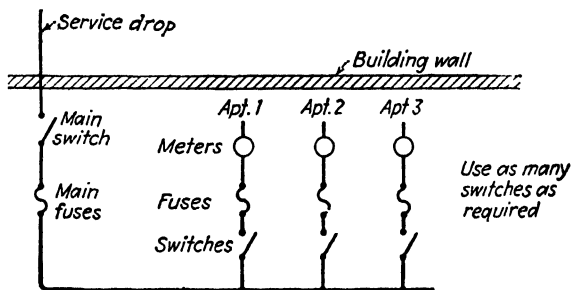 Service drop
Building wall
Apt. 1
Apt. 2
Apt 3
Main
switch
Meters
Use as many
switches as
required
Main
fuses
Fuses
Switches